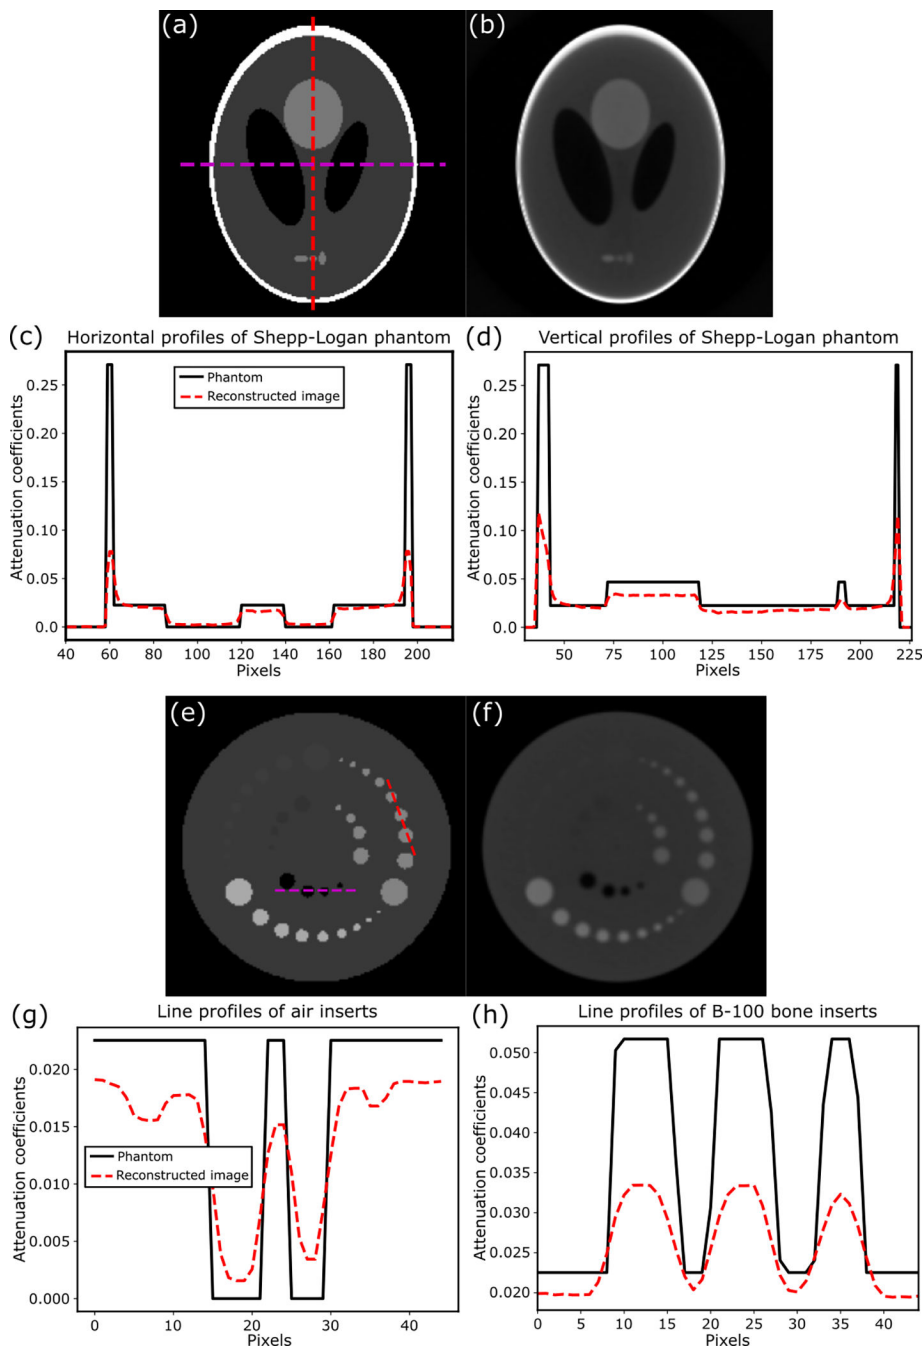 (a)
(b)
(c) Horizontal profiles of Shepp-Logan phantom
Attenuation coefficients
0.25
0.20
0.15
0.10
0.05
0.0
Phantom
Reconstructed image
40 60 80 100 120 140 160 180 200
Pixels
(d) Vertical profiles of Shepp-Logan phantom
Attenuation coefficients
0.25
0.20
0.15
0.10
0.05
0.00
50 75 100 125 150 175 200 225
Pixels
(e)
(f)
(g) Line profiles of air inserts
Attenuation coefficients
0.020
0.015
0.010
0.005
0.000
Phantom
Reconstructed image
0 10 20 30 40
Pixels
(h) Line profiles of B-100 bone inserts
Attenuation coefficients
0.050
0.045
0.040
0.035
0.030
0.025
0.020
0 5 10 15 20 25 30 35 40
Pixels